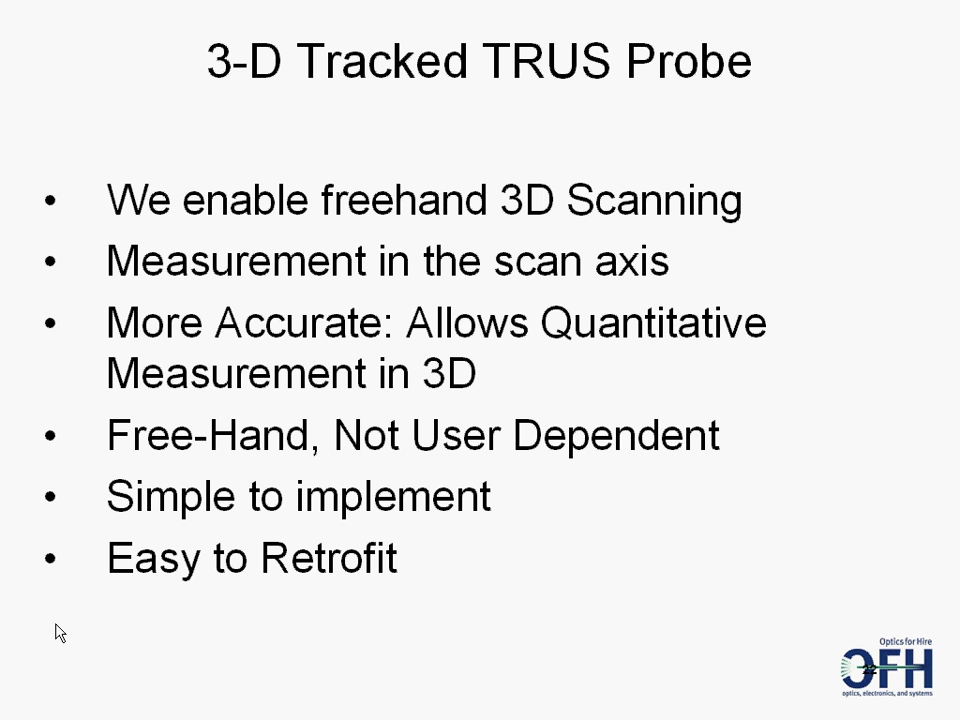 3-D Tracked TRUS Probe
• We enable freehand 3D Scanning
• Measurement in the scan axis
• More Accurate: Allows Quantitative
Measurement in 3D
• Free-Hand, Not User Dependent
• Simple to implement
• Easy to Retrofit
Optics for Hire
OFH
22
optics, electronics, and systems